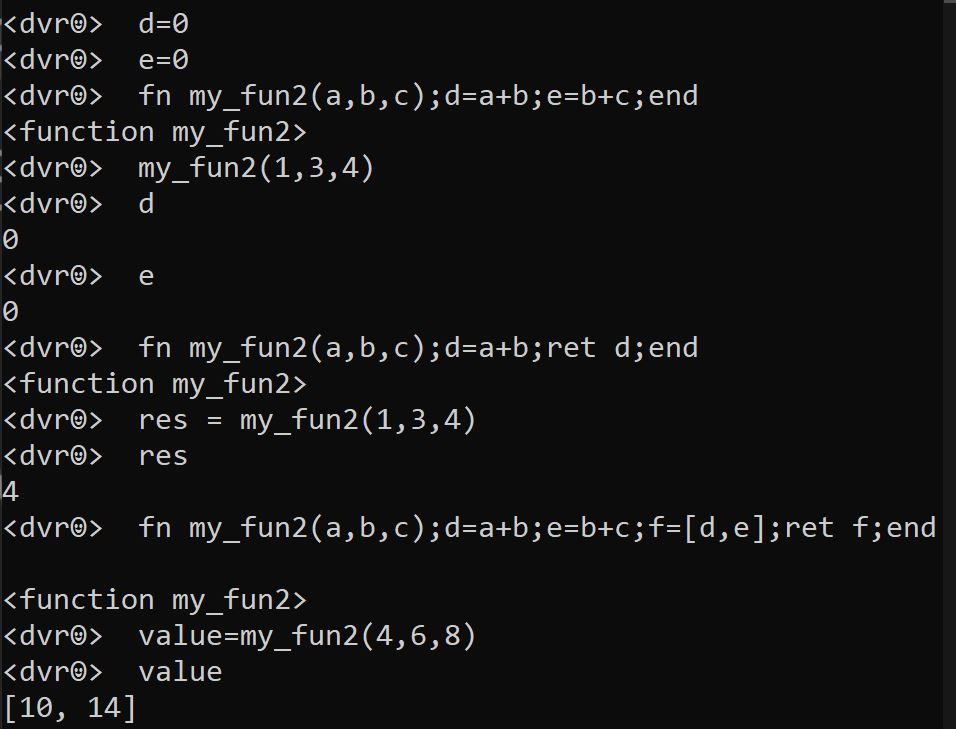 <dvr☺>  d=0
<dvr☺>  e=0
<dvr☺>  fn my_fun2(a,b,c);d=a+b;e=b+c;end
<function my_fun2>
<dvr☺>  my_fun2(1,3,4)
<dvr☺>  d
0
<dvr☺>  e
0
<dvr☺>  fn my_fun2(a,b,c);d=a+b;ret d;end
<function my_fun2>
<dvr☺>  res = my_fun2(1,3,4)
<dvr☺>  res
4
<dvr☺>  fn my_fun2(a,b,c);d=a+b;e=b+c;f=[d,e];ret f;end
<function my_fun2>
<dvr☺>  value=my_fun2(4,6,8)
<dvr☺>  value
[10, 14]